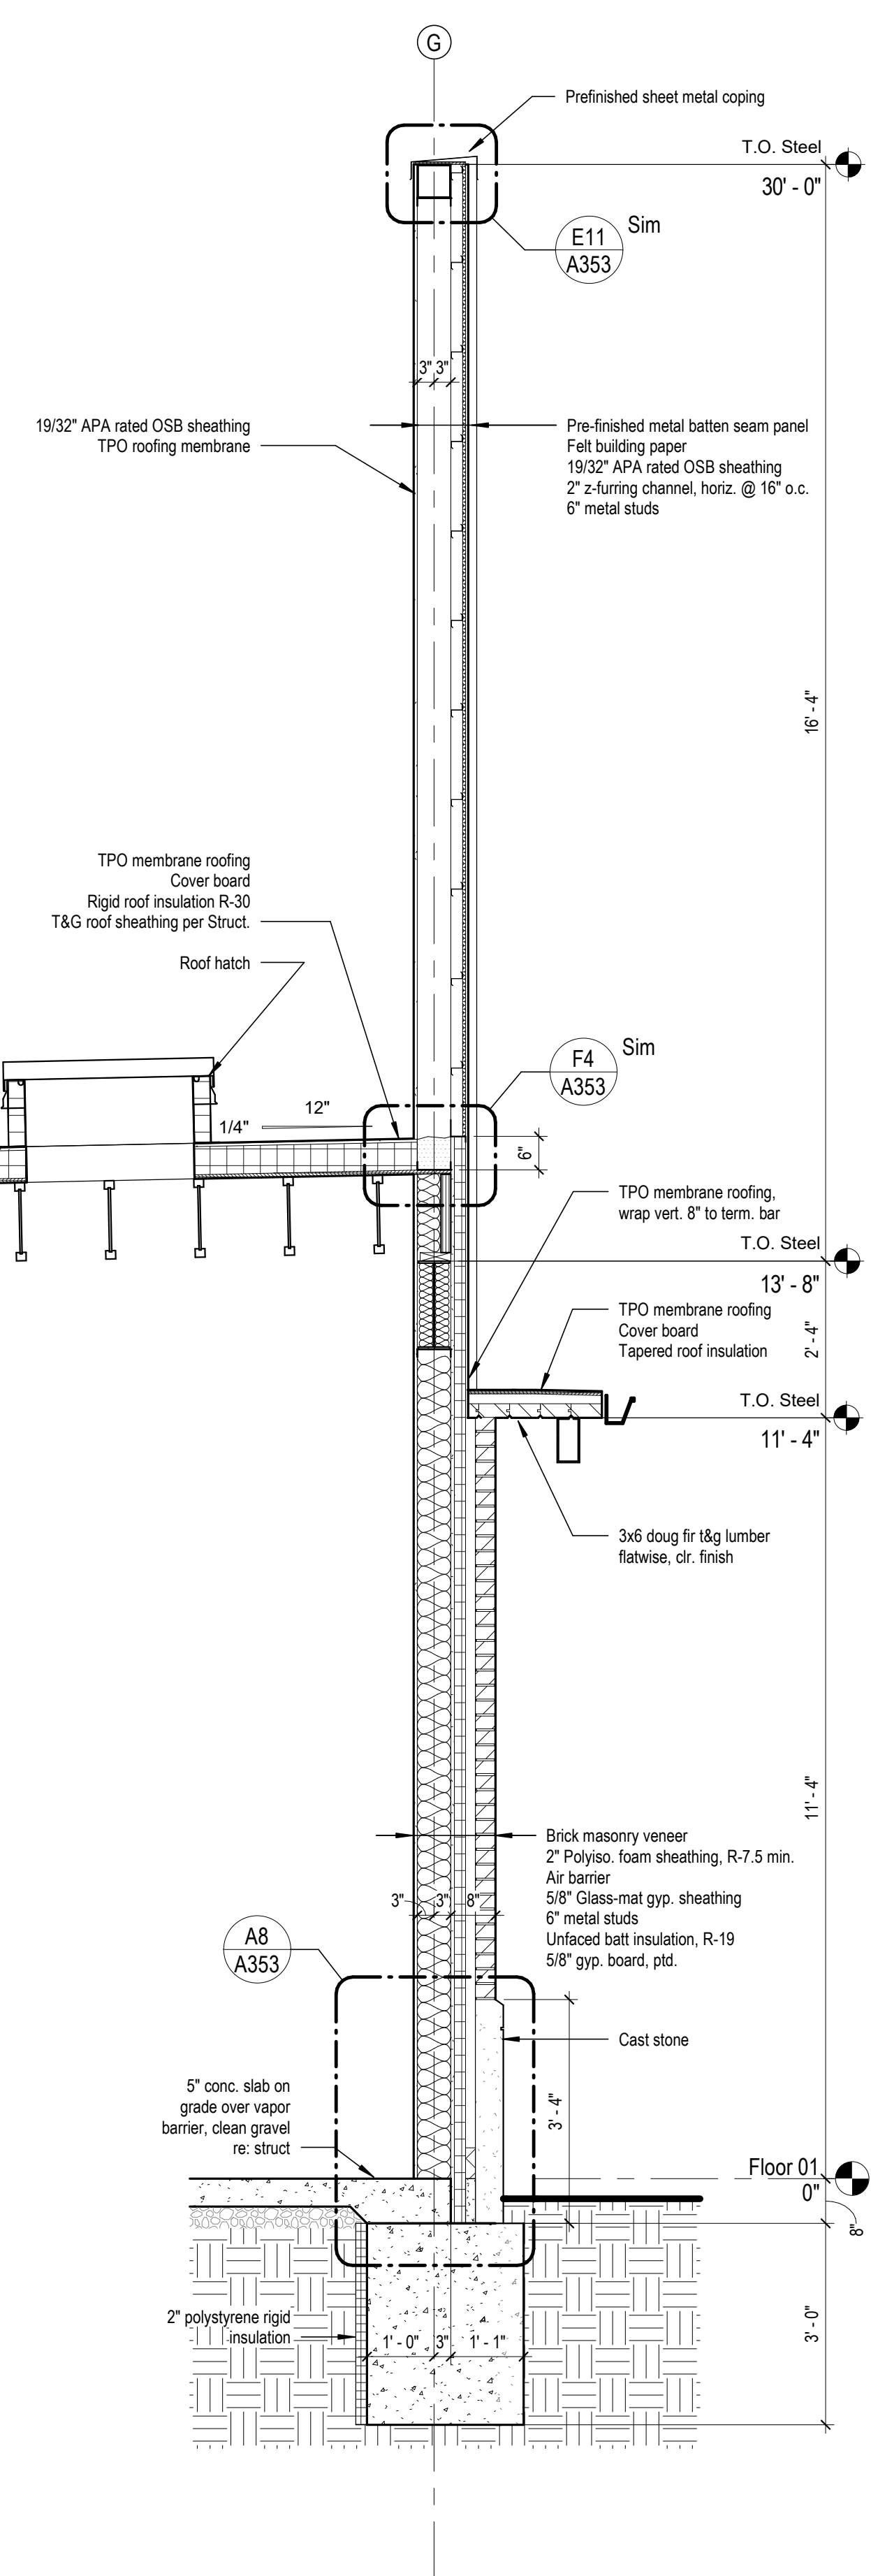 G
Prefinished sheet metal coping
T.O. Steel
30' - 0"
E11
A353
Sim
3" 3"
19/32" APA rated OSB sheathing
TPO roofing membrane
Pre-finished metal batten seam panel
Felt building paper
19/32" APA rated OSB sheathing
2" z-furring channel, horiz. @ 16" o.c.
6" metal studs
16' - 4"
TPO membrane roofing
Cover board
Rigid roof insulation R-30
T&G roof sheathing per Struct.
Roof hatch
F4
A353
Sim
12"
1/4"
6"
TPO membrane roofing,
wrap vert. 8" to term. bar
T.O. Steel
13' - 8"
TPO membrane roofing
Cover board
Tapered roof insulation
2' - 4"
T.O. Steel
11' - 4"
3x6 doug fir t&g lumber
flatwise, clr. finish
11' - 4"
Brick masonry veneer
2" Polyiso. foam sheathing, R-7.5 min.
Air barrier
5/8" Glass-mat gyp. sheathing
6" metal studs
Unfaced batt insulation, R-19
5/8" gyp. board, ptd.
3" 3" 8"
A8
A353
Cast stone
3' - 4"
5" conc. slab on
grade over vapor
barrier, clean gravel
re: struct
Floor 01
0"
8"
2" polystyrene rigid
insulation
1' - 0" 3" 1' - 1"
3' - 0"